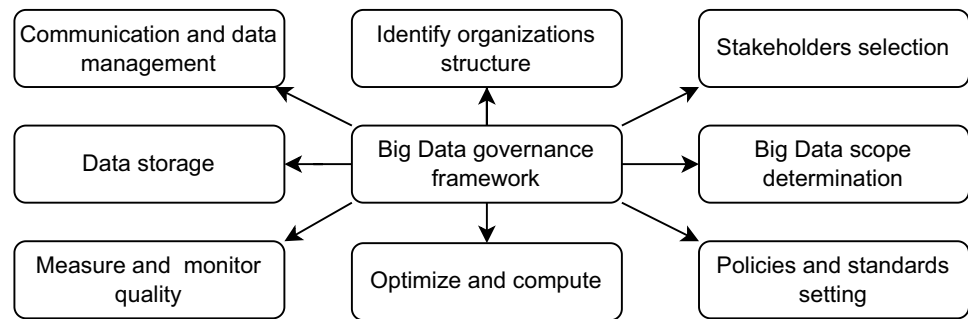 Communication and data
management
Identify organizations
structure
Stakeholders selection
Data storage
Big Data governance
framework
Big Data scope
determination
Measure and  monitor
quality
Optimize and compute
Policies and standards
setting